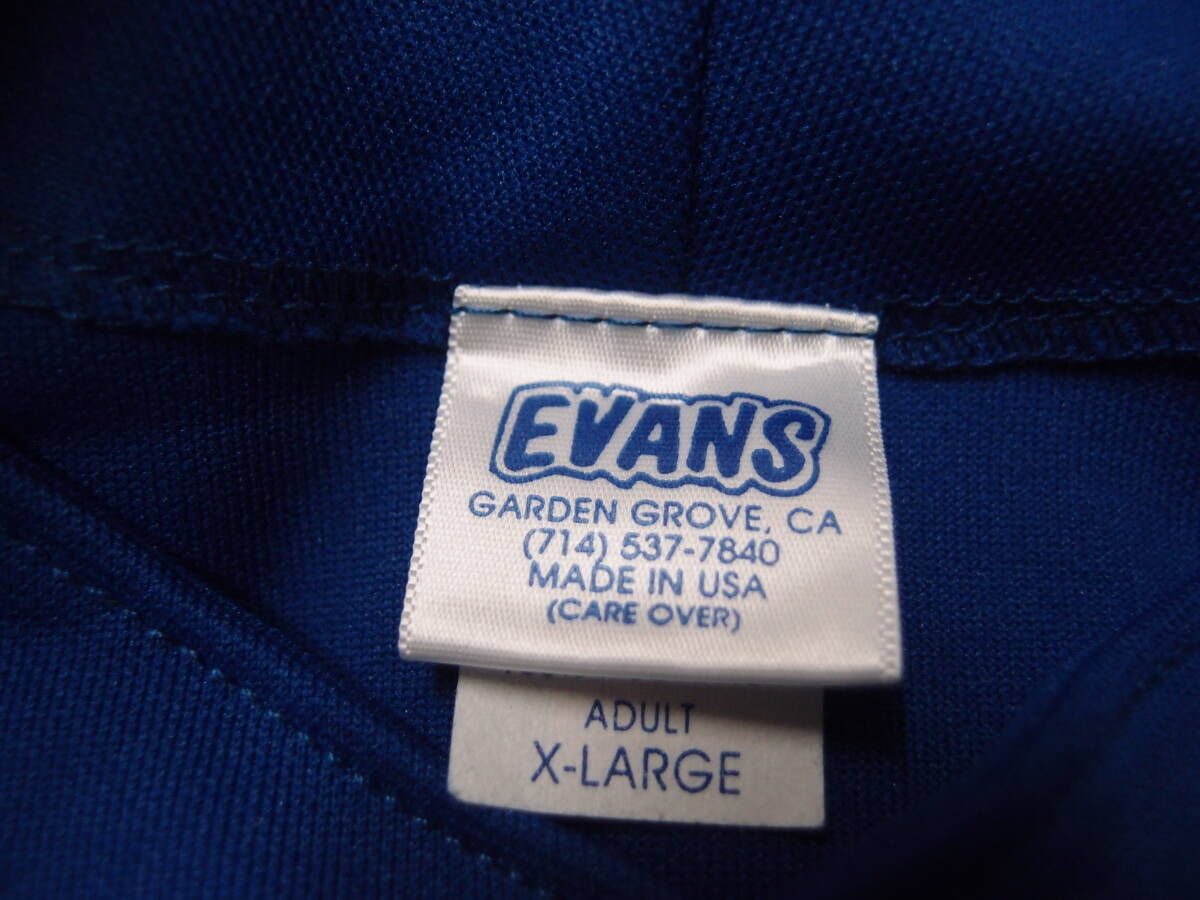 EVANS
GARDEN GROVE, CA
(714) 537-7840
MADE IN USA
(CARE OVER)
ADULT
X-LARGE